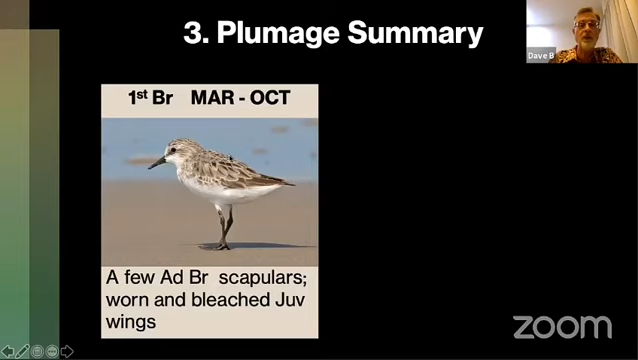 3. Plumage Summary
Dave B
1st Br MAR - OCT
A few Ad Br scapulars;
worn and bleached Juv
wings
zoom